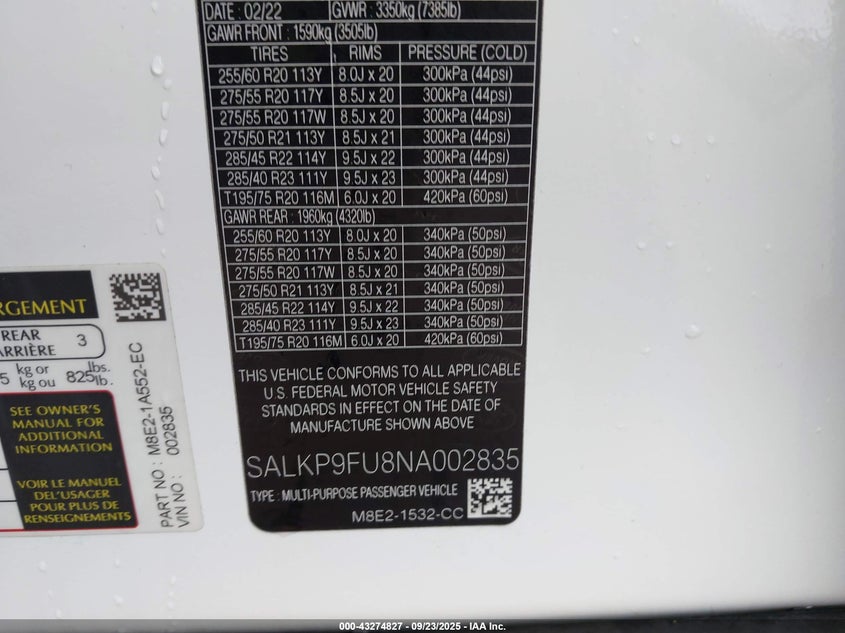 DATE : 02/22 GVWR : 3350kg (7385lb)
GAWR FRONT : 1590kg (3505lb)
TIRES RIMS PRESSURE (COLD)
255/60 R20 113Y 8.0J x 20 300kPa (44psi)
275/55 R20 117Y 8.5J x 20 300kPa (44psi)
275/55 R20 117W 8.5J x 20 300kPa (44psi)
275/50 R21 113Y 8.5J x 21 300kPa (44psi)
285/45 R22 114Y 9.5J x 22 300kPa (44psi)
285/40 R23 111Y 9.5J x 23 300kPa (44psi)
T195/75 R20 116M 6.0J x 20 420kPa (60psi)
GAWR REAR : 1960kg (4320lb)
255/60 R20 113Y 8.0J x 20 340kPa (50psi)
275/55 R20 117Y 8.5J x 20 340kPa (50psi)
275/55 R20 117W 8.5J x 20 340kPa (50psi)
275/50 R21 113Y 8.5J x 21 340kPa (50psi)
285/45 R22 114Y 9.5J x 22 340kPa (50psi)
285/40 R23 111Y 9.5J x 23 340kPa (50psi)
T195/75 R20 116M 6.0J x 20 420kPa (60psi)
THIS VEHICLE CONFORMS TO ALL APPLICABLE
U.S. FEDERAL MOTOR VEHICLE SAFETY
STANDARDS IN EFFECT ON THE DATE OF
MANUFACTURE SHOWN ABOVE
SALKP9FU8NA002835
TYPE : MULTI-PURPOSE PASSENGER VEHICLE
M8E2-1532-CC
RGEMENT
REAR
ARRIÈRE 3
5 kg or 825 lbs.
kg ou lb.
SEE OWNER'S
MANUAL FOR
ADDITIONAL
INFORMATION
VOIR LE MANUEL
DEL'USAGER
POUR PLUS DE
RENSEIGNEMENTS
PART NO : M8E2-1A552-EC
VIN NO : 002835
000-43274827 - 09/23/2025 - IAA Inc.